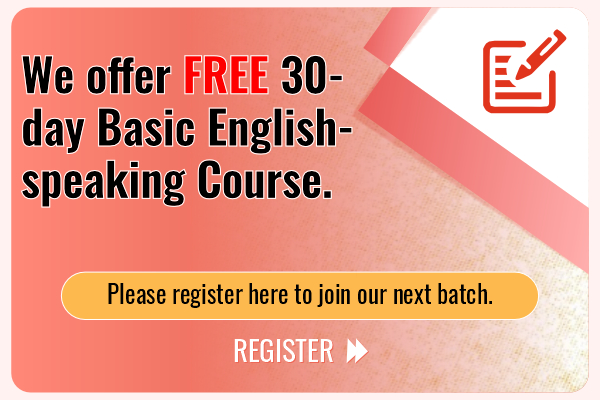 We offer FREE 30-
day Basic English-
speaking Course.
Please register here to join our next batch.
REGISTER